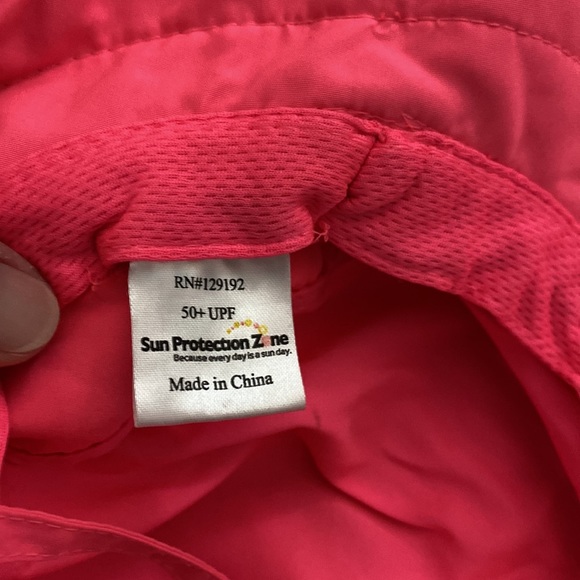 RN#129192
50+ UPF
Sun Protection Zone
Because every day is a sun day.
Made in China